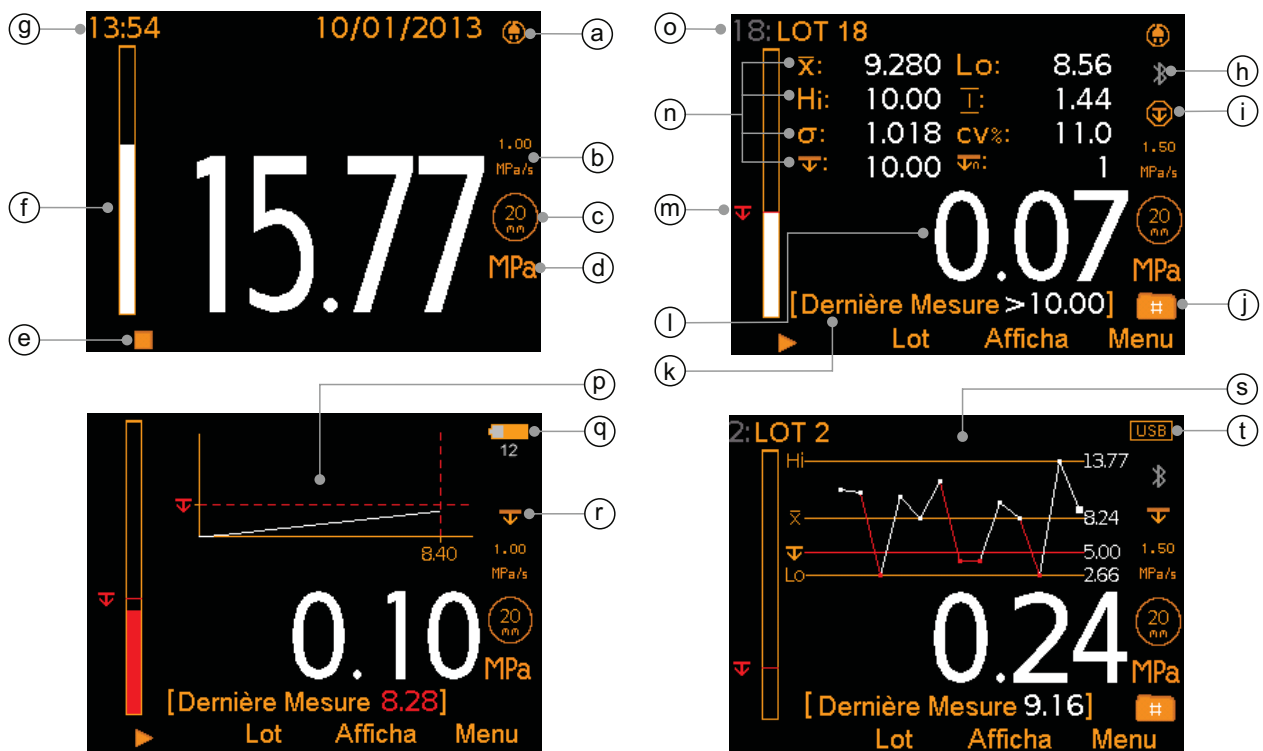 g 13:54 10/01/2013 a
1.00
MPa/s b
f 15.77 20
mm c
MPa d
e
o 18: LOT 18
x̄: 9.280 Lo: 8.56 h
n Hi: 10.00 I: 1.44 i
σ: 1.018 cv%: 11.0 1.50
10.00 n: 1 MPa/s
m 0.07 20
mm
MPa
l [Dernière Mesure >10.00] # j
k Lot Afficha Menu
p
q
12
r
8.40 1.00
MPa/s
0.10 20
mm
MPa
[Dernière Mesure 8.28]
Lot Afficha Menu
s
2: LOT 2 USB t
Hi 13.77
x̄ 8.24
5.00 1.50
Lo 2.66 MPa/s
0.24 20
mm
MPa
[ Dernière Mesure 9.16] #
Lot Afficha Menu